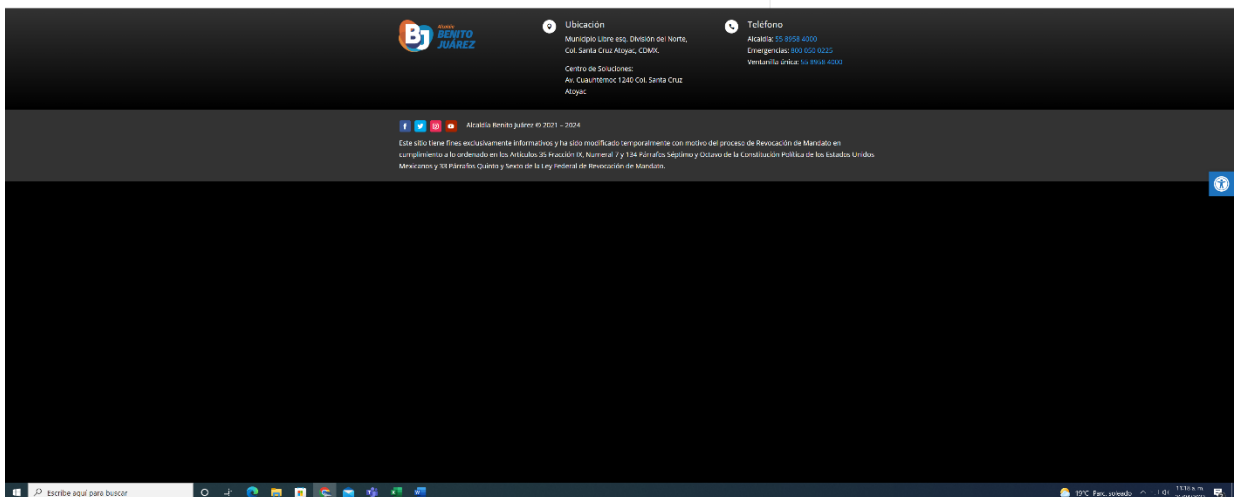 Alcaldía
BJ BENITO JUÁREZ
Ubicación
Municipio Libre esq. División del Norte,
Col. Santa Cruz Atoyac, CDMX.
Centro de Soluciones:
Av. Cuauhtémoc 1240 Col. Santa Cruz
Atoyac
Teléfono
Alcaldía: 55 8958 4000
Emergencias: 800 050 0225
Ventanilla única: 55 8958 4000
Alcaldía Benito Juárez © 2021 – 2024
Este sitio tiene fines exclusivamente informativos y ha sido modificado temporalmente con motivo del proceso de Revocación de Mandato en
cumplimiento a lo ordenado en los Artículos 35 Fracción IX, Numeral 7 y 134 Párrafos Séptimo y Octavo de la Constitución Política de los Estados Unidos
Mexicanos y 33 Párrafos Quinto y Sexto de la Ley Federal de Revocación de Mandato.
Escribe aquí para buscar
19°C Parc. soleado